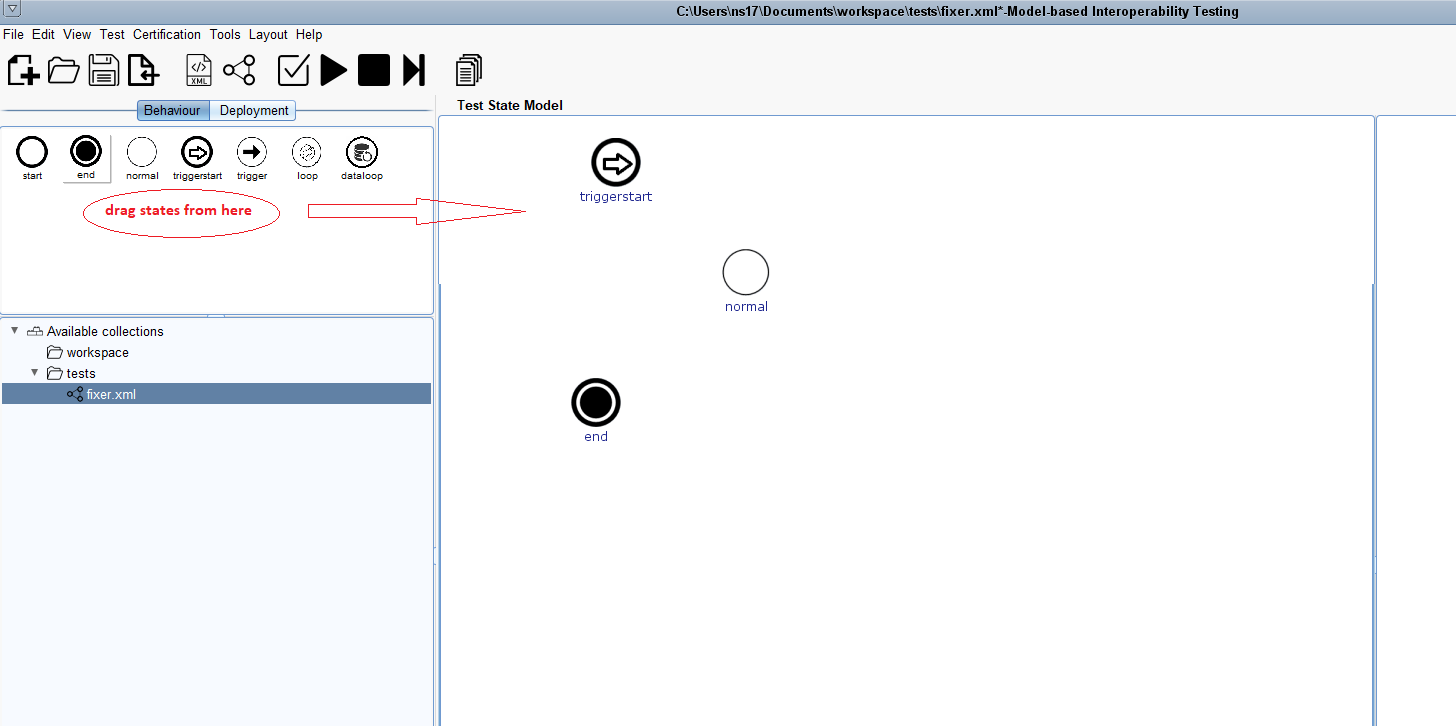 C:\Users\ns17\Documents\workspace\tests\fixer.xml*-Model-based Interoperability Testing
File Edit View Test Certification Tools Layout Help
</>
XML
Behaviour Deployment
Test State Model
start end normal triggerstart trigger loop dataloop
drag states from here
triggerstart
normal
end
Available collections
workspace
tests
fixer.xml